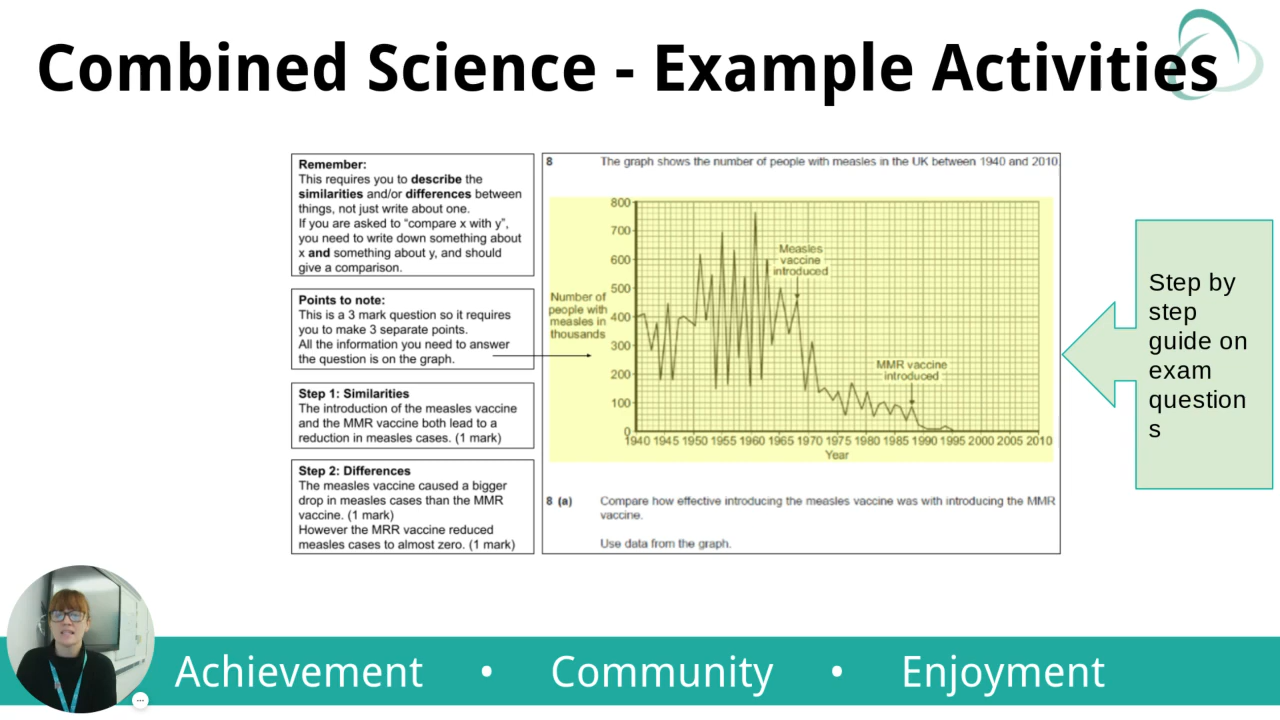 Combined Science - Example Activities
Remember:
This requires you to describe the
similarities and/or differences between
things, not just write about one.
If you are asked to “compare x with y”,
you need to write down something about
x and something about y, and should
give a comparison.
Points to note:
This is a 3 mark question so it requires
you to make 3 separate points.
All the information you need to answer
the question is on the graph.
Step 1: Similarities
The introduction of the measles vaccine
and the MMR vaccine both lead to a
reduction in measles cases. (1 mark)
Step 2: Differences
The measles vaccine caused a bigger
drop in measles cases than the MMR
vaccine. (1 mark)
However the MRR vaccine reduced
measles cases to almost zero. (1 mark)
8 The graph shows the number of people with measles in the UK between 1940 and 2010
800
700
600
500
400
300
200
100
0
Number of
people with
measles in
thousands
Measles
vaccine
introduced
MMR vaccine
introduced
1940 1945 1950 1955 1960 1965 1970 1975 1980 1985 1990 1995 2000 2005 2010
Year
8 (a) Compare how effective introducing the measles vaccine was with introducing the MMR
vaccine.
Use data from the graph.
Step by
step
guide on
exam
question
s
Achievement • Community • Enjoyment